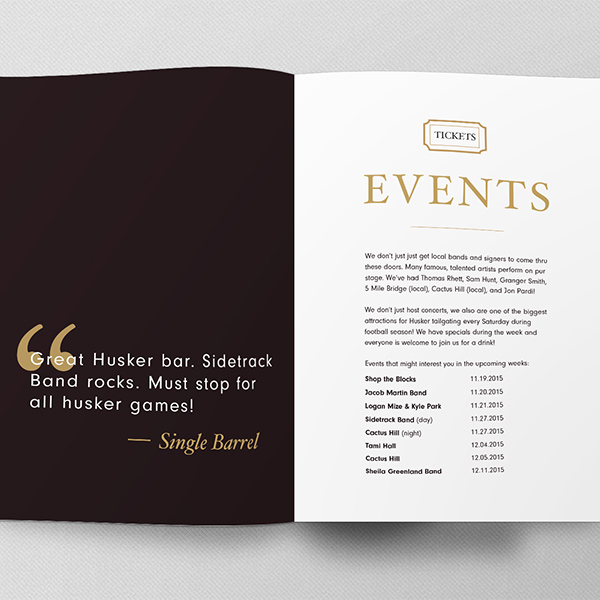 “
Great Husker bar. Sidetrack
Band rocks. Must stop for
all husker games!
— Single Barrel
TICKETS
EVENTS
We don't just just get local bands and signers to come thru
these doors. Many famous, talented artists perform on pur
stage. We've had Thomas Rhett, Sam Hunt, Granger Smith,
5 Mile Bridge (local), Cactus Hill (local), and Jon Pardi!
We don't just host concerts, we also are one of the biggest
attractions for Husker tailgating every Saturday during
football season! We have specials during the week and
everyone is welcome to join us for a drink!
Events that might interest you in the upcoming weeks:
Shop the Blocks 11.19.2015
Jacob Martin Band 11.20.2015
Logan Mize & Kyle Park 11.21.2015
Sidetrack Band (day) 11.27.2015
Cactus Hill (night) 11.27.2015
Tami Hall 12.04.2015
Cactus Hill 12.05.2015
Sheila Greenland Band 12.11.2015